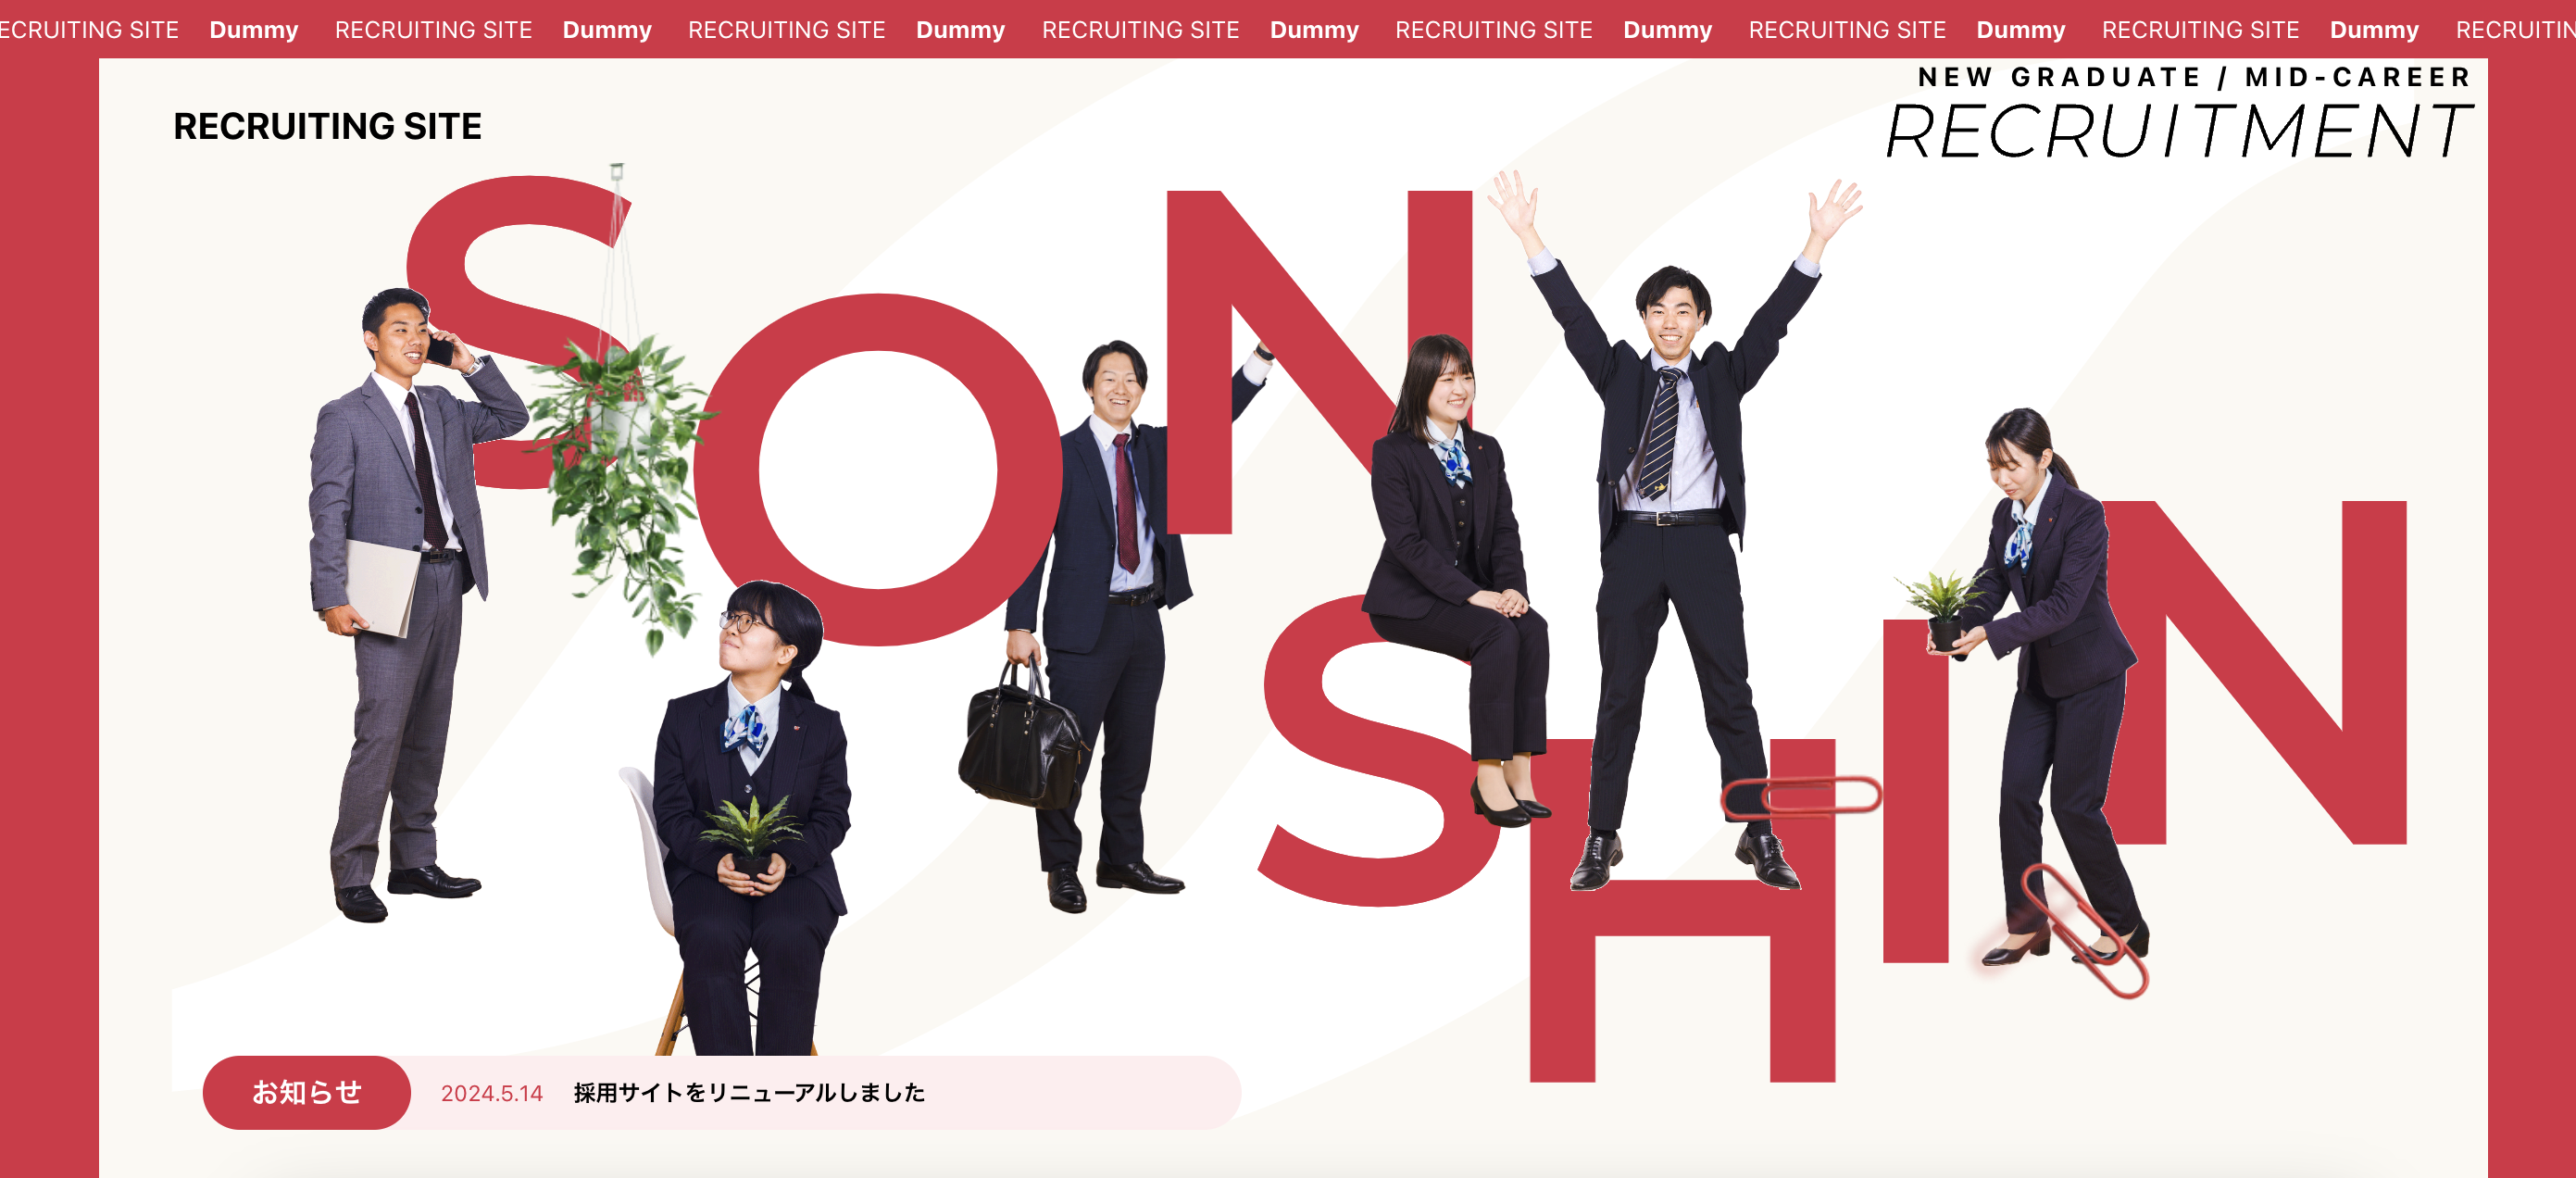 ECRUITING SITE Dummy RECRUITING SITE Dummy RECRUITING SITE Dummy RECRUITING SITE Dummy RECRUITING SITE Dummy RECRUITING SITE Dummy RECRUITING SITE Dummy RECRUITIN
NEW GRADUATE / MID-CAREER
RECRUITMENT
RECRUITING SITE
SON
SHIN
お知らせ 2024.5.14 採用サイトをリニューアルしました